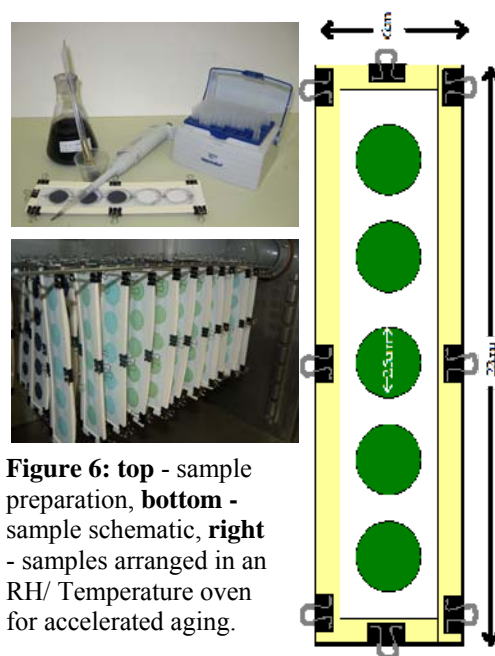 Figure 6: top - sample
preparation, bottom -
sample schematic, right
- samples arranged in an
RH/ Temperature oven
for accelerated aging.